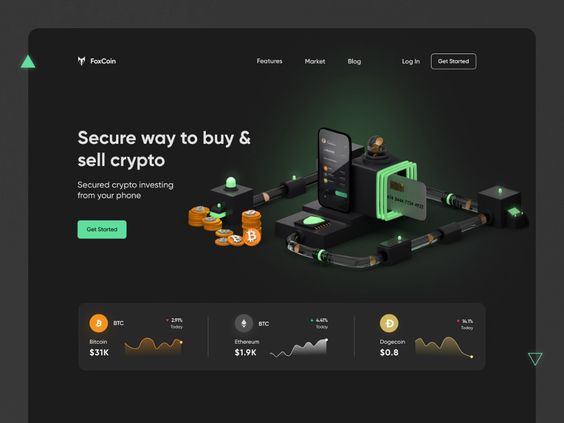 FoxCoin
Features
Market
Blog
Log In
Get Started
Secure way to buy &
sell crypto
Secured crypto investing
from your phone
Get Started
BTC
2.91%
Today
Bitcoin
$31K
BTC
4.41%
Today
Ethereum
$1.9K
14.1%
Today
Dogecoin
$0.8